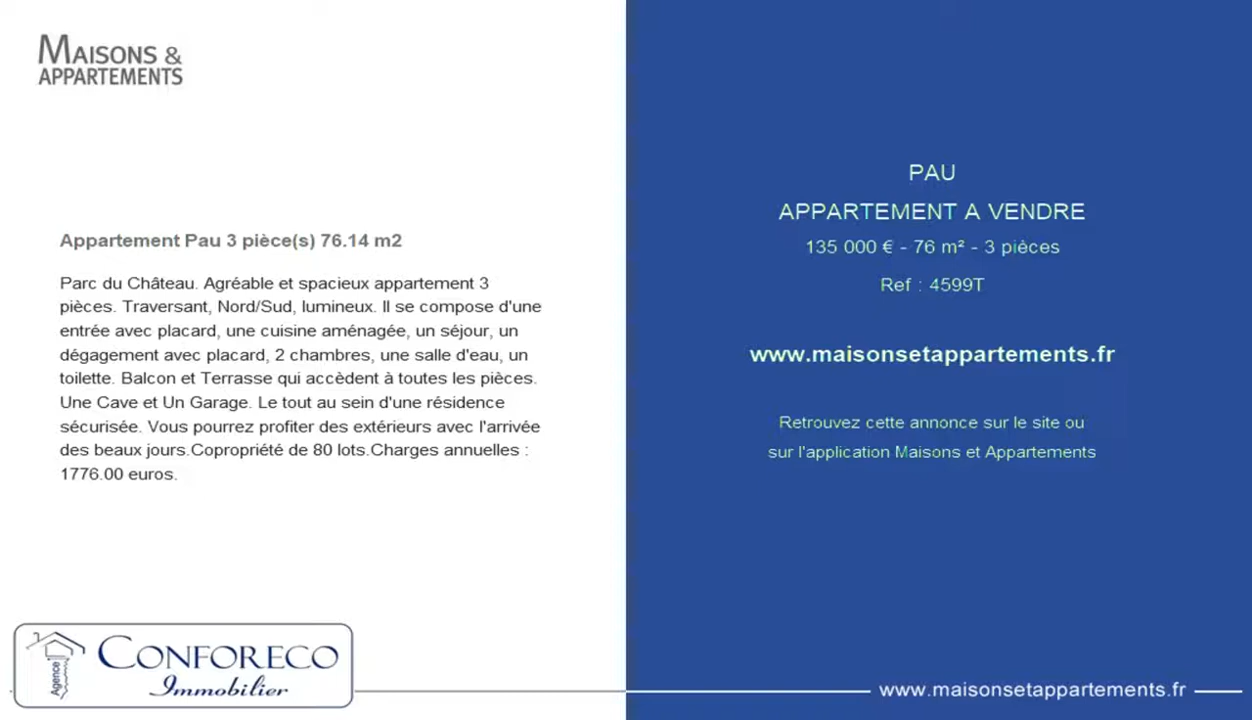 MAISONS &
APPARTEMENTS
Appartement Pau 3 pièce(s) 76.14 m2
Parc du Château. Agréable et spacieux appartement 3
pièces. Traversant, Nord/Sud, lumineux. Il se compose d'une
entrée avec placard, une cuisine aménagée, un séjour, un
dégagement avec placard, 2 chambres, une salle d'eau, un
toilette. Balcon et Terrasse qui accèdent à toutes les pièces.
Une Cave et Un Garage. Le tout au sein d'une résidence
sécurisée. Vous pourrez profiter des extérieurs avec l'arrivée
des beaux jours.Copropriété de 80 lots.Charges annuelles :
1776.00 euros.
Agence
CONFORECO
Immobilier
PAU
APPARTEMENT A VENDRE
135 000 € - 76 m² - 3 pièces
Ref : 4599T
www.maisonsetappartements.fr
Retrouvez cette annonce sur le site ou
sur l'application Maisons et Appartements
www.maisonsetappartements.fr